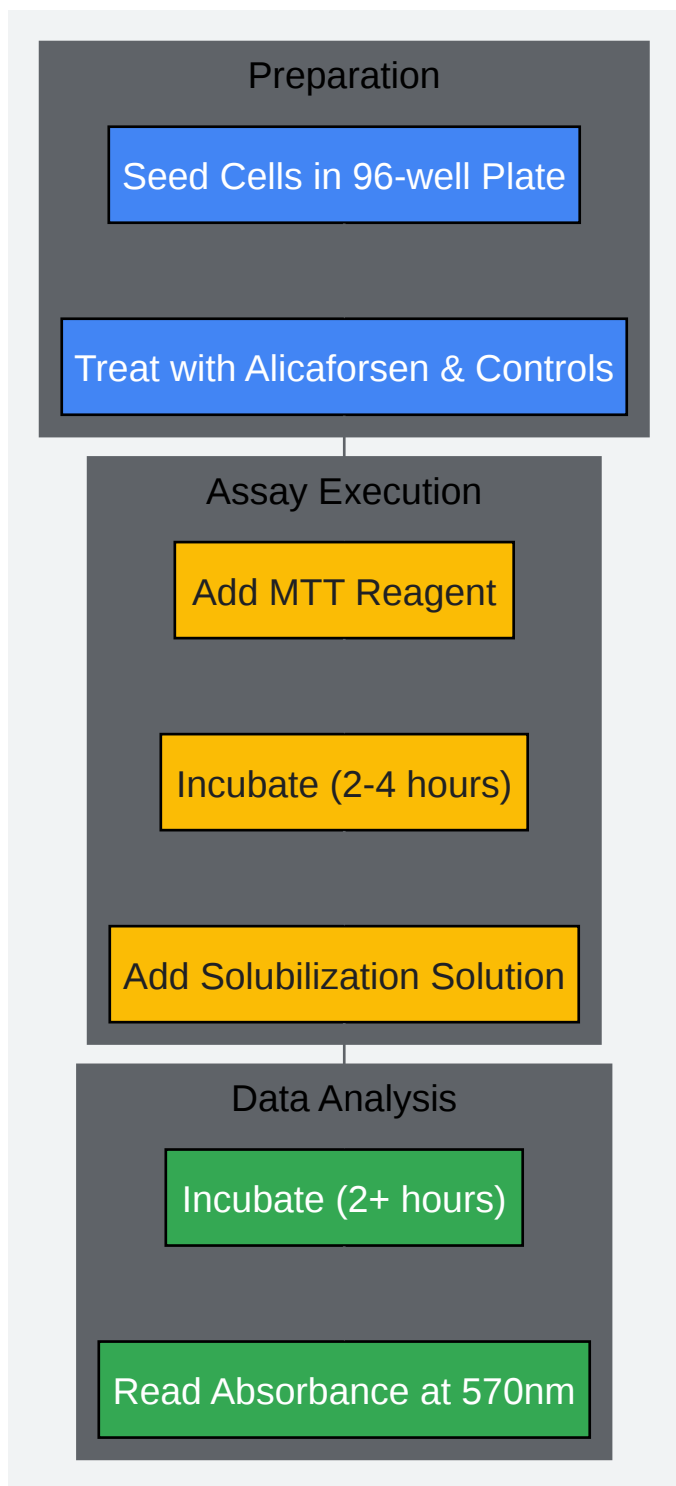 Preparation
Seed Cells in 96-well Plate
Treat with Alicaforsen & Controls
Assay Execution
Add MTT Reagent
Incubate (2-4 hours)
Add Solubilization Solution
Data Analysis
Incubate (2+ hours)
Read Absorbance at 570nm